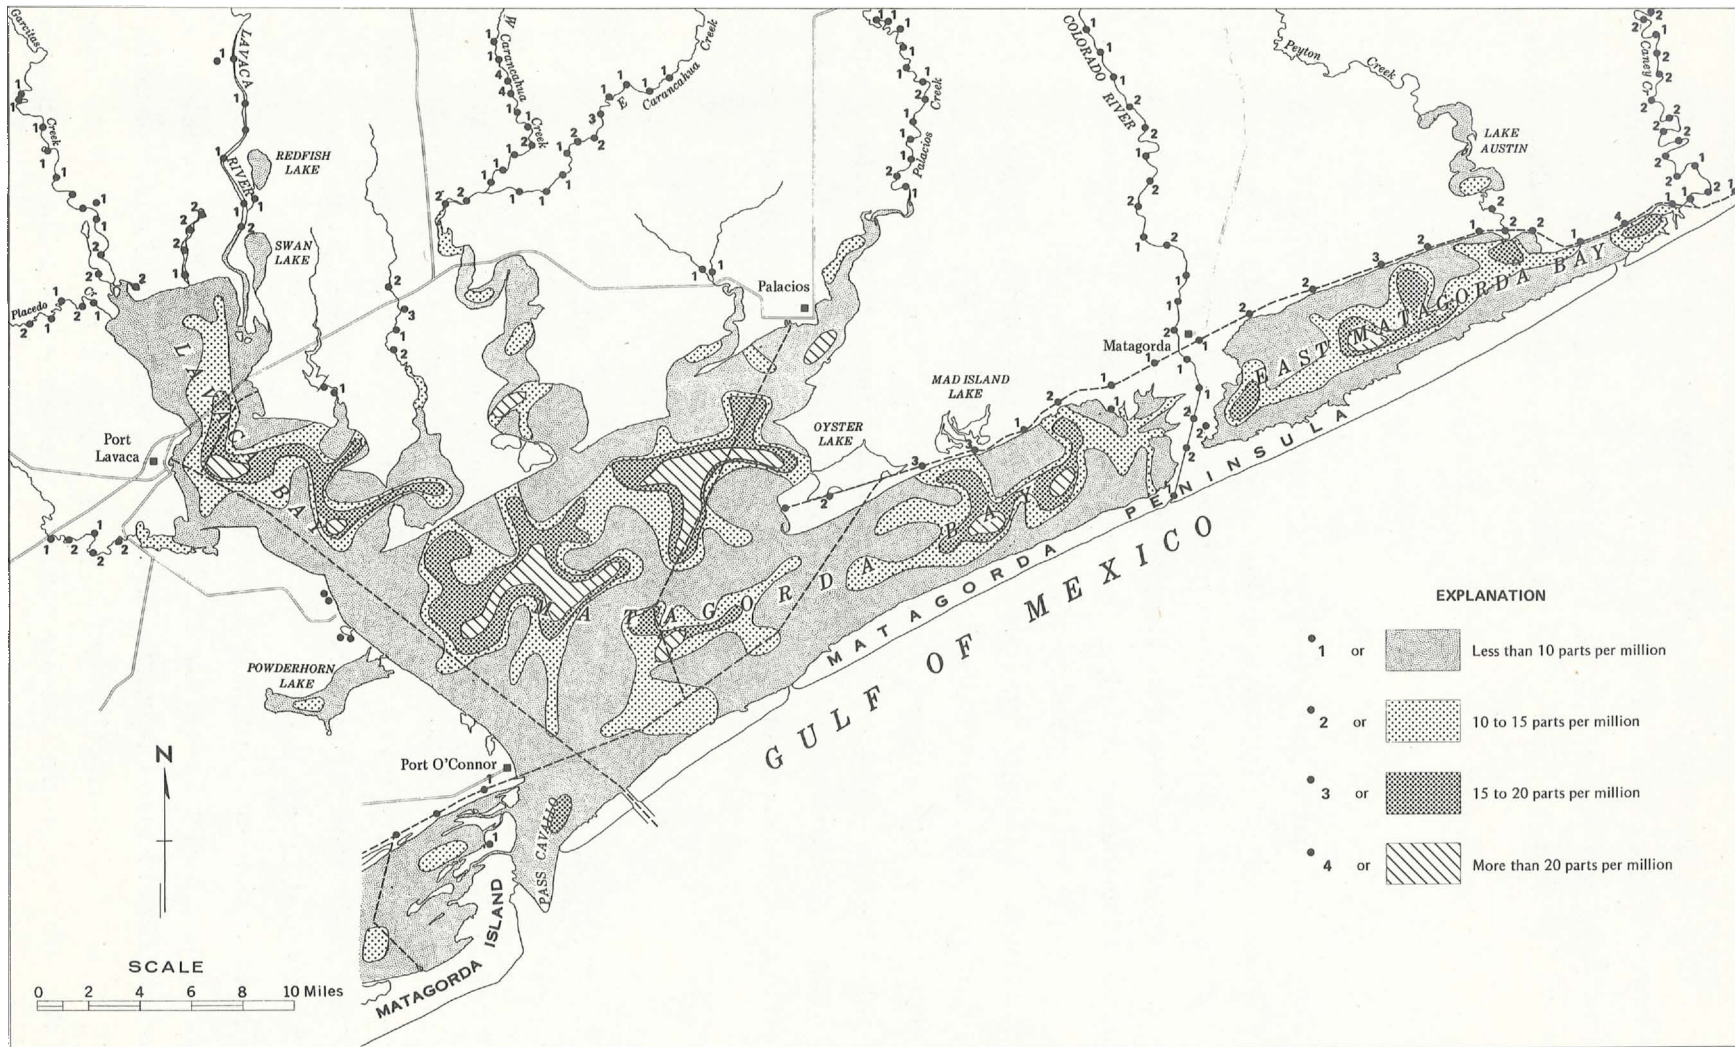 Garcitas
Creek
LAVACA
RIVER
REDFISH
LAKE
SWAN
LAKE
Placedo
Cr.
W. Carancahua
Creek
E. Carancahua
Creek
Palacios
Creek
COLORADO
RIVER
Peyton
Creek
LAKE
AUSTIN
Caney Cr
Palacios
Matagorda
EAST MATAGORDA BAY
MAD ISLAND
LAKE
OYSTER
LAKE
LAVACA
BAY
Port
Lavaca
MATAGORDA BAY
MATAGORDA PENINSULA
GULF OF MEXICO
POWDERHORN
LAKE
Port O'Connor
PASS CAVALLO
MATAGORDA ISLAND
N
SCALE
0 2 4 6 8 10 Miles
EXPLANATION
1 or Less than 10 parts per million
2 or 10 to 15 parts per million
3 or 15 to 20 parts per million
4 or More than 20 parts per million